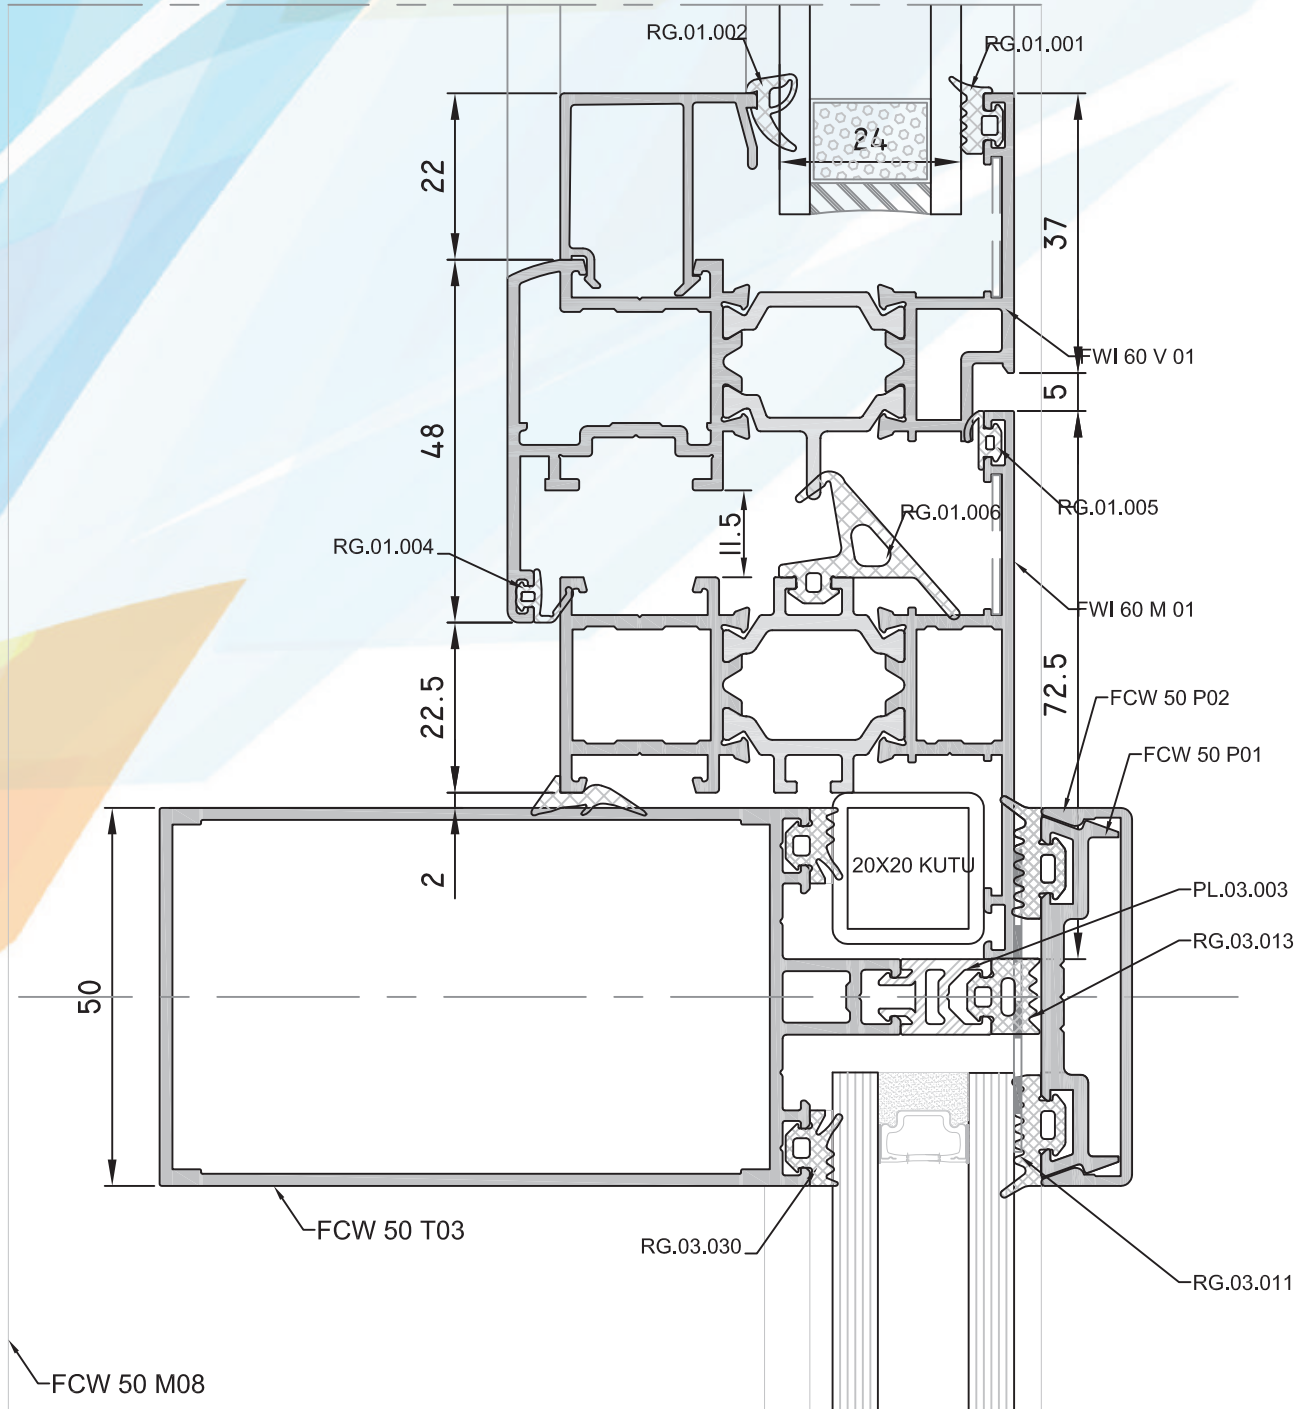 RG.01.002
RG.01.001
24
22
37
FWI 60 V 01
5
48
11.5
RG.01.006
RG.01.005
RG.01.004
FWI 60 M 01
22.5
72.5
FCW 50 P02
FCW 50 P01
2
20X20 KUTU
PL.03.003
RG.03.013
50
FCW 50 T03
RG.03.030
RG.03.011
FCW 50 M08